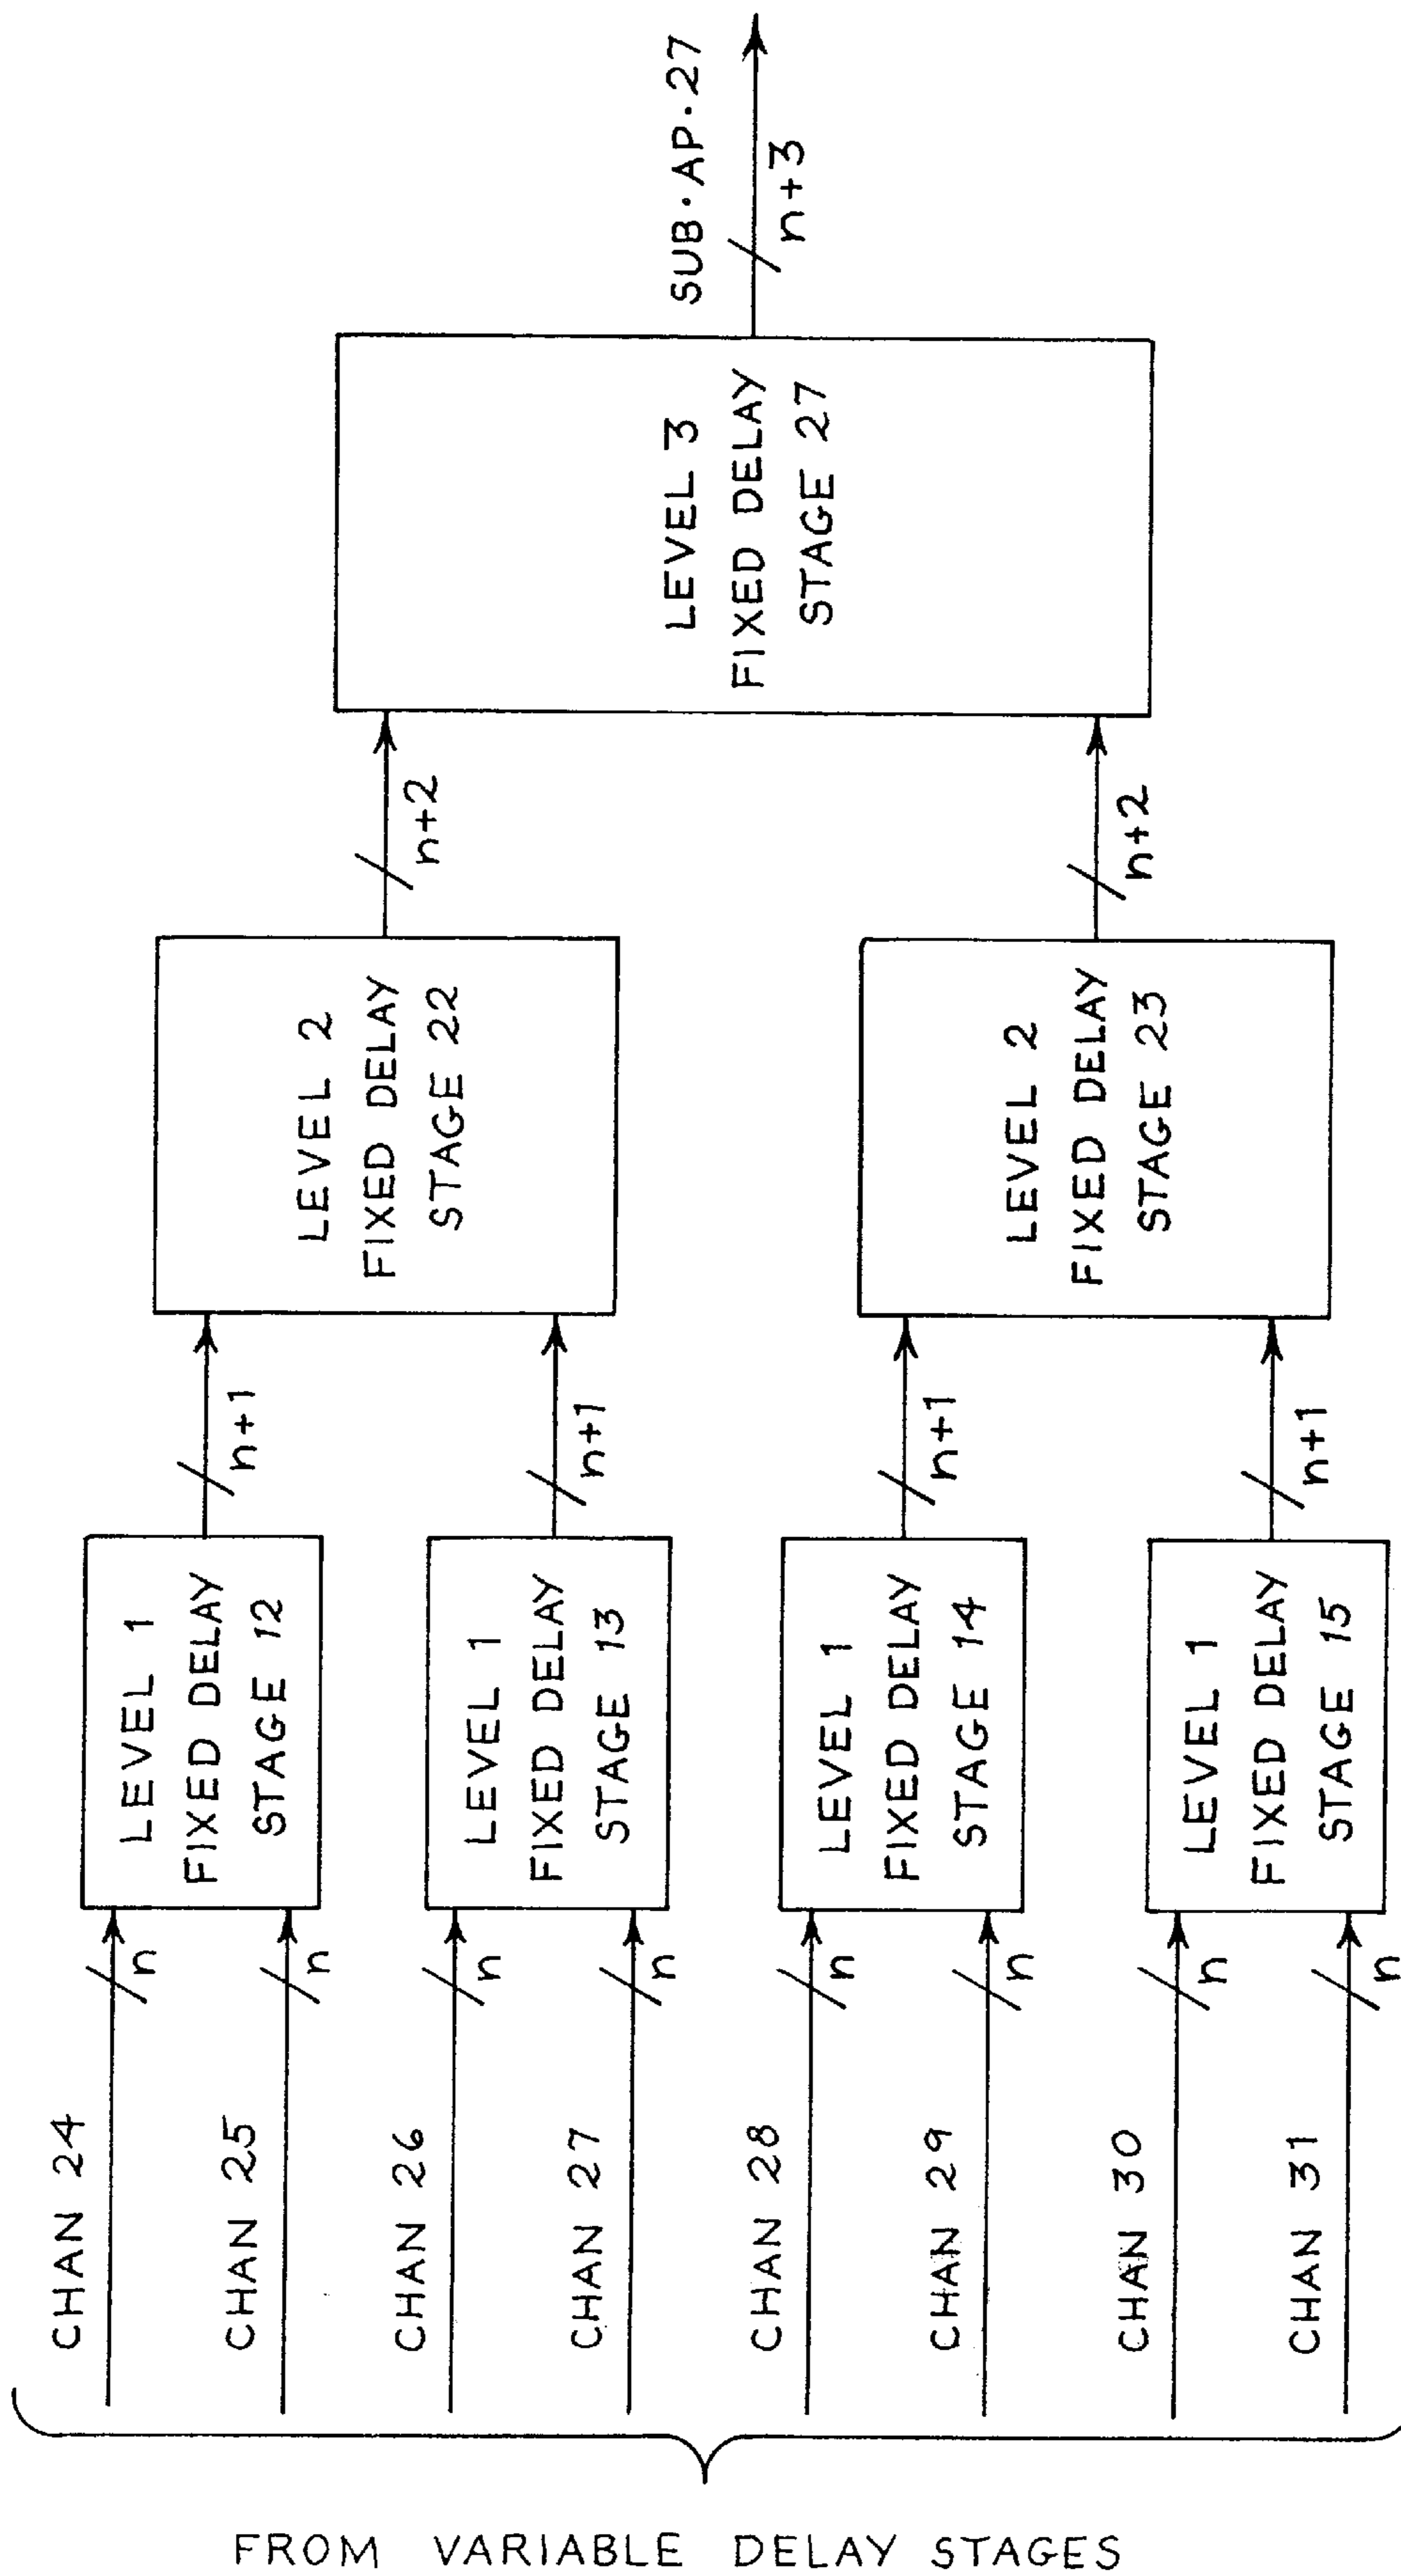 CHAN 24
n
CHAN 25
n
CHAN 26
n
CHAN 27
n
CHAN 28
n
CHAN 29
n
CHAN 30
n
CHAN 31
n
LEVEL 1
FIXED DELAY
STAGE 12
LEVEL 1
FIXED DELAY
STAGE 13
LEVEL 1
FIXED DELAY
STAGE 14
LEVEL 1
FIXED DELAY
STAGE 15
n+1
n+1
n+1
n+1
LEVEL 2
FIXED DELAY
STAGE 22
LEVEL 2
FIXED DELAY
STAGE 23
n+2
n+2
LEVEL 3
FIXED DELAY
STAGE 27
SUB·AP·27
n+3
FROM VARIABLE DELAY STAGES